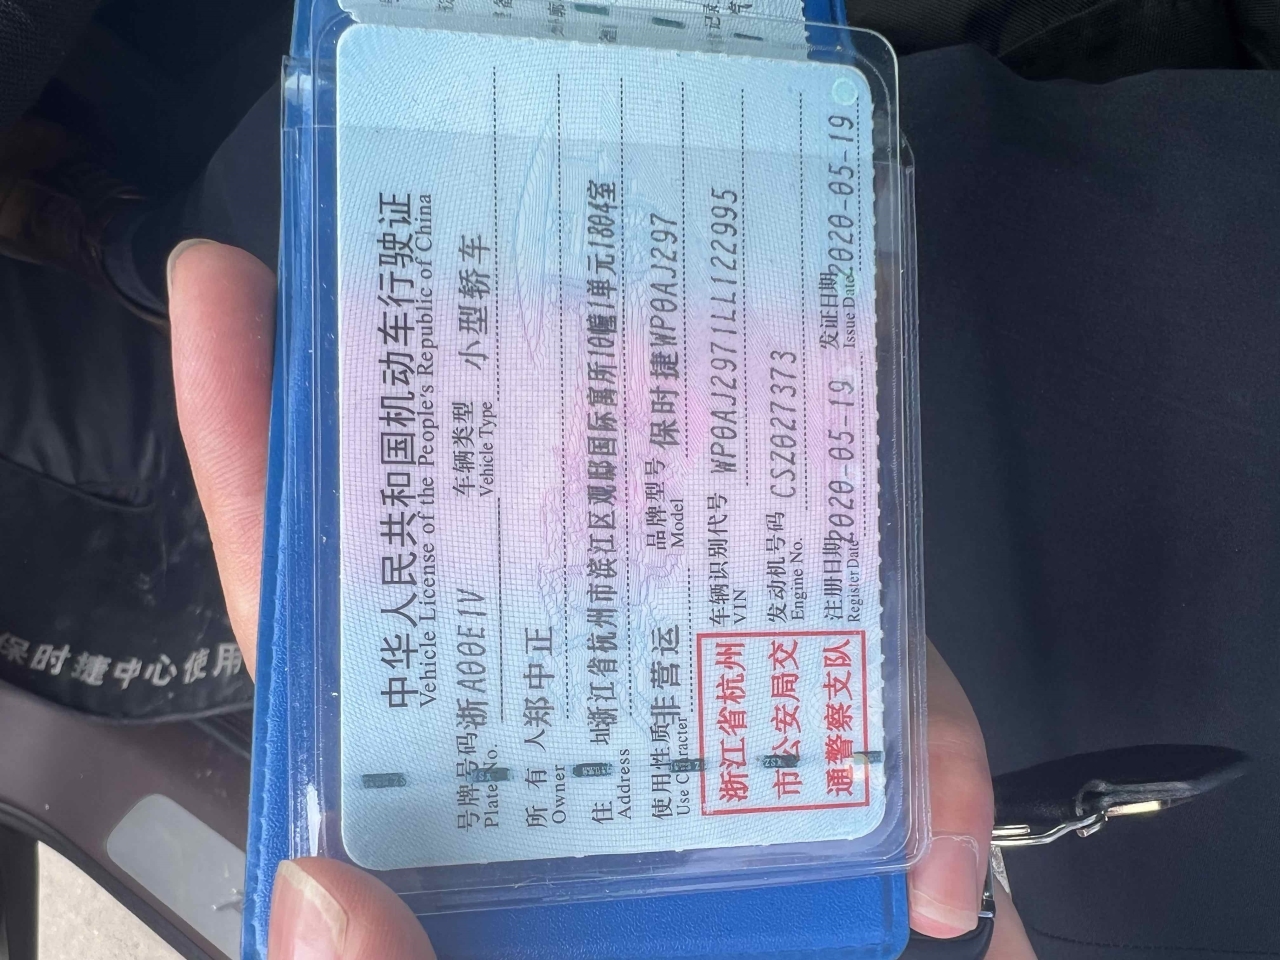 中华人民共和国机动车行驶证
Vehicle License of the People's Republic of China
号牌号码 浙A00E1V 车辆类型 小型轿车
Plate No. Vehicle Type
所有人 郑中正
Owner
住址 浙江省杭州市滨江区观邸国际寓所10幢1单元1804室
Address
使用性质 非营运 品牌型号 保时捷WP0AJ297
Use Character Model
浙江省杭州
市公安局交
通警察支队
车辆识别代号 WP0AJ2971LL122995
VIN
发动机号码 CSZ027373
Engine No.
注册日期 2020-05-19 发证日期 2020-05-19
Register Date Issue Date
保时捷中心使用